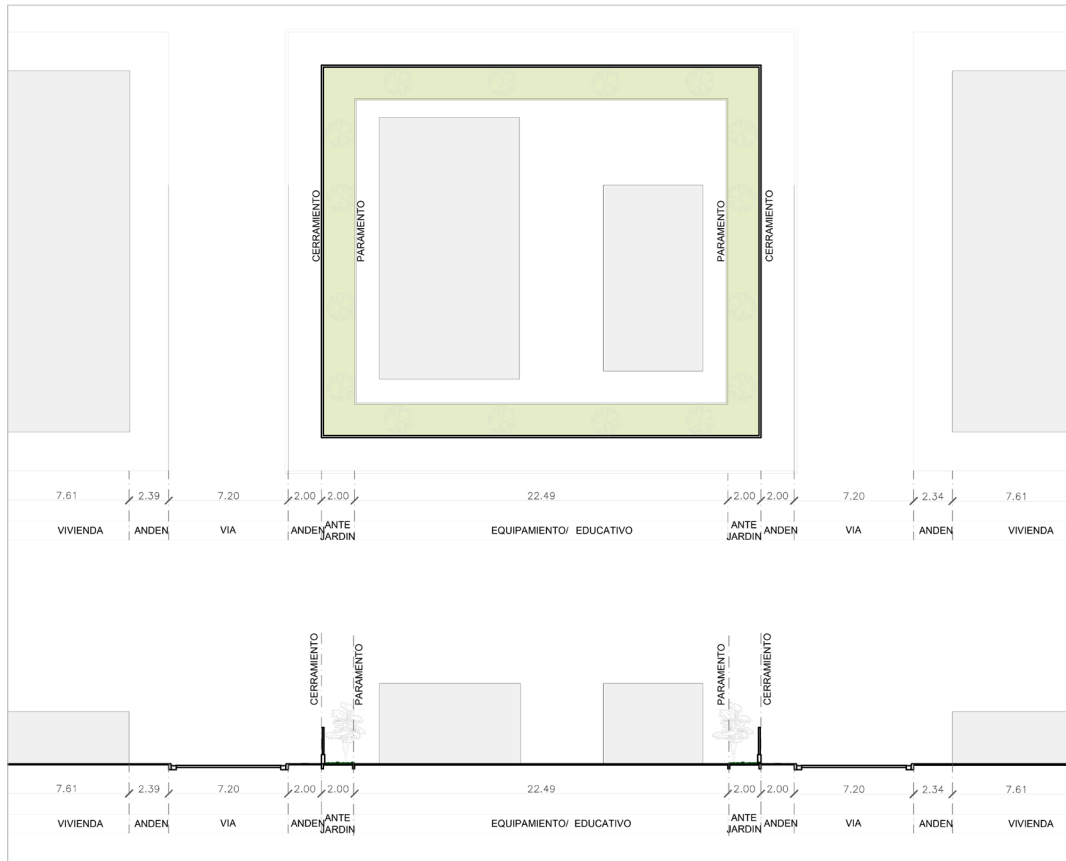 CERRAMIENTO
PARAMENTO
PARAMENTO
CERRAMIENTO
7.61 2.39 7.20 2.00 2.00 22.49 2.00 2.00 7.20 2.34 7.61
VIVIENDA ANDEN VIA ANDEN ANTE JARDIN EQUIPAMIENTO/ EDUCATIVO ANTE JARDIN ANDEN VIA ANDEN VIVIENDA
CERRAMIENTO
PARAMENTO
PARAMENTO
CERRAMIENTO
7.61 2.39 7.20 2.00 2.00 22.49 2.00 2.00 7.20 2.34 7.61
VIVIENDA ANDEN VIA ANDEN ANTE JARDIN EQUIPAMIENTO/ EDUCATIVO ANTE JARDIN ANDEN VIA ANDEN VIVIENDA